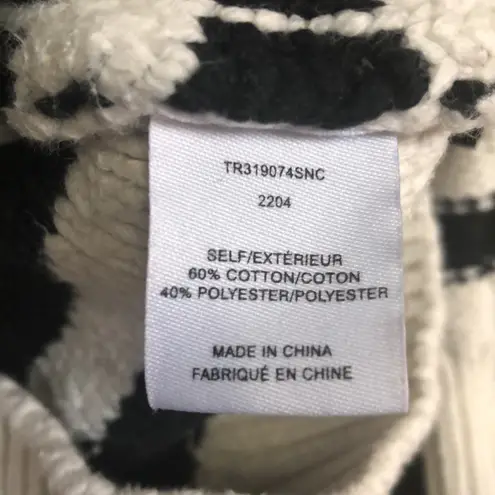 TR319074SNC
2204
SELF/EXTÉRIEUR
60% COTTON/COTON
40% POLYESTER/POLYESTER
MADE IN CHINA
FABRIQUÉ EN CHINE